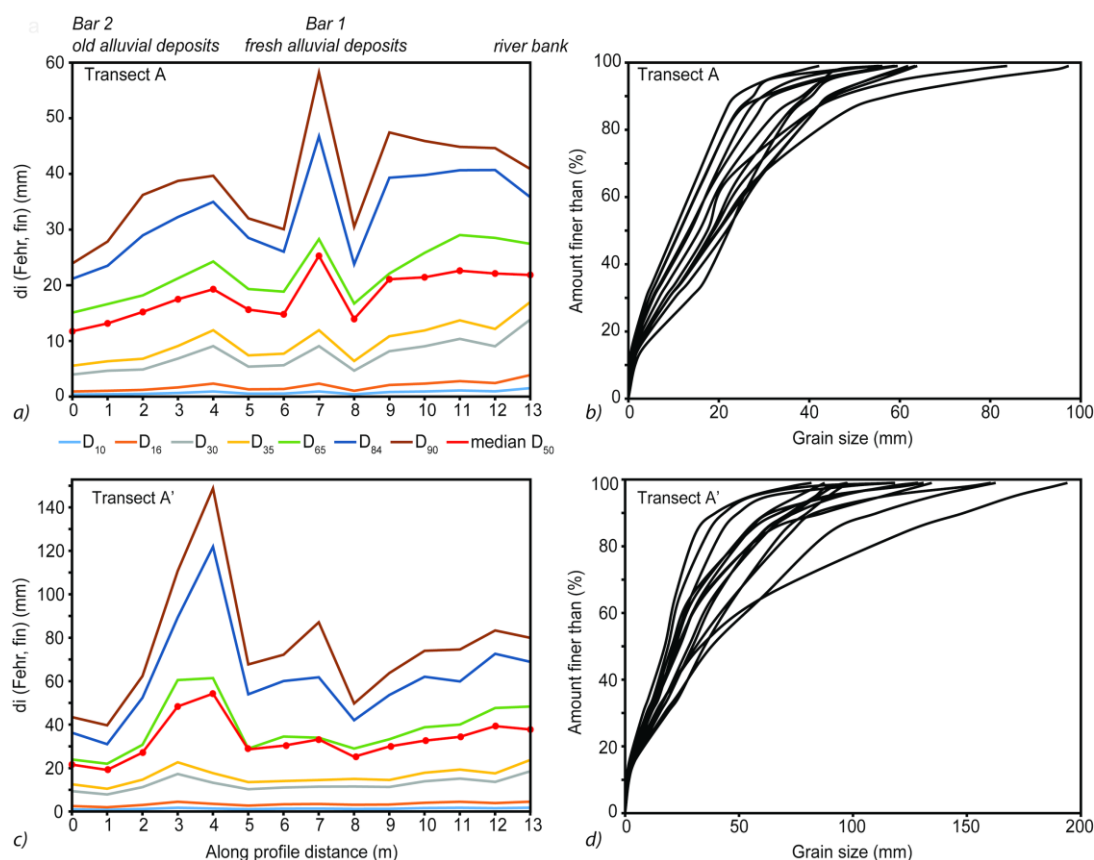 a
Bar 2 Bar 1
old alluvial deposits fresh alluvial deposits river bank
60
50
40
30
20
10
0
di (Fehr, fin) (mm)
Transect A
a)
0 1 2 3 4 5 6 7 8 9 10 11 12 13
100
80
60
40
20
0
Amount finer than (%)
Transect A
b)
0 20 40 60 80 100
Grain size (mm)
D10 D16 D30 D35 D65 D84 D90 median D50
140
120
100
80
60
40
20
0
di (Fehr, fin) (mm)
Transect A'
c)
0 1 2 3 4 5 6 7 8 9 10 11 12 13
Along profile distance (m)
100
80
60
40
20
0
Amount finer than (%)
Transect A'
d)
0 50 100 150 200
Grain size (mm)